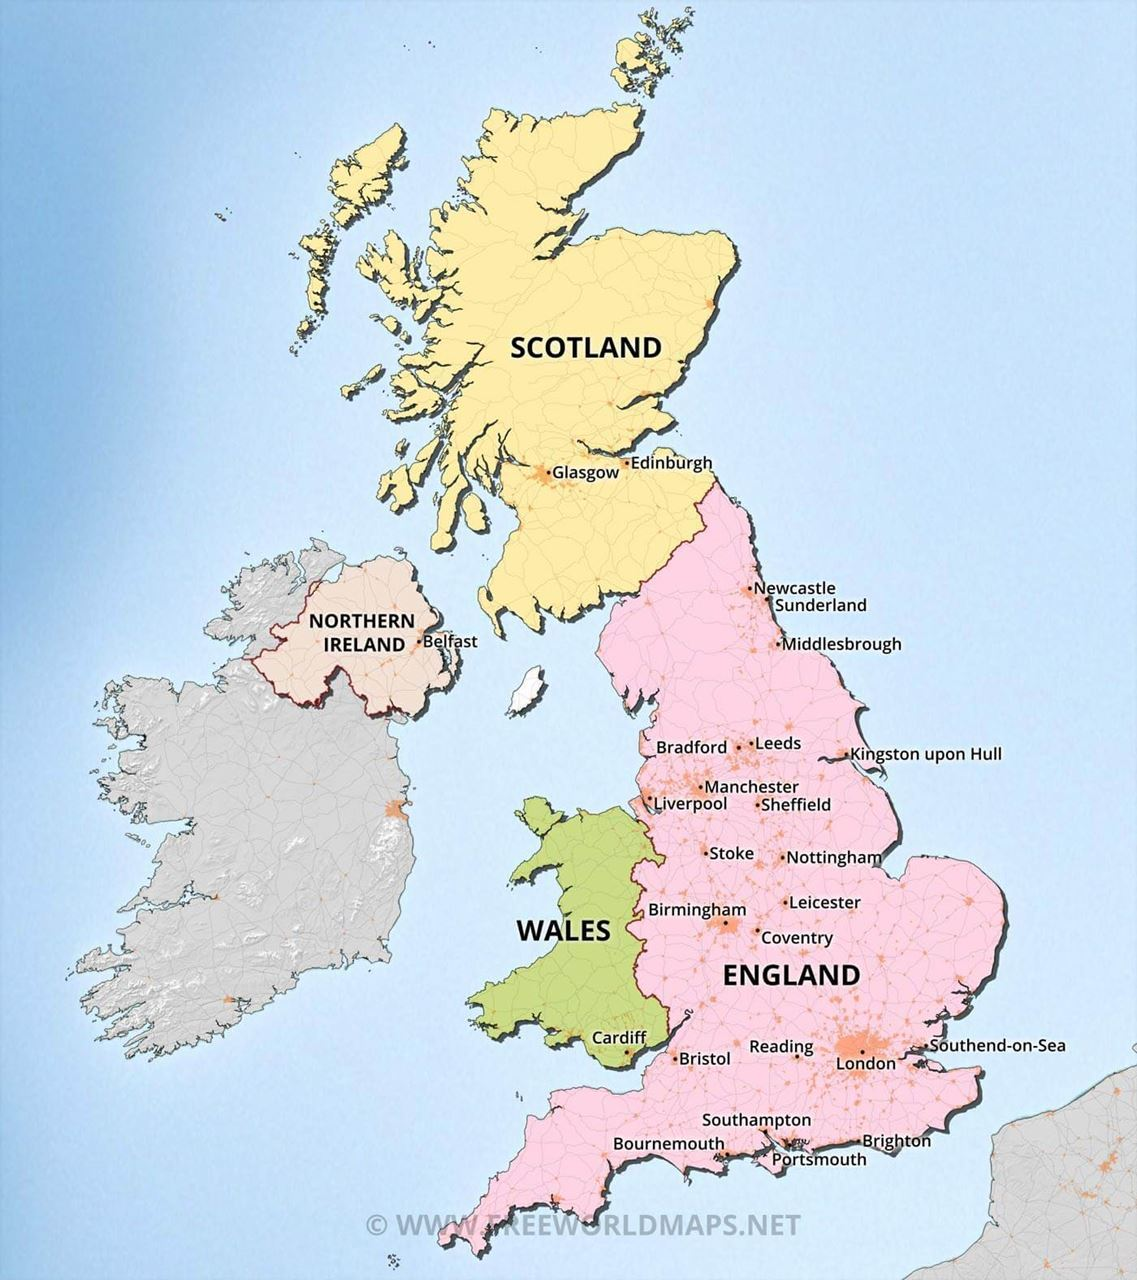 SCOTLAND
Edinburgh
Glasgow
Newcastle
Sunderland
NORTHERN
IRELAND
Belfast
Middlesbrough
Bradford
Leeds
Kingston upon Hull
Manchester
Liverpool
Sheffield
Stoke
Nottingham
Leicester
Birmingham
WALES
Coventry
ENGLAND
Cardiff
Reading
Southend-on-Sea
Bristol
London
Southampton
Bournemouth
Brighton
Portsmouth
© WWW.FREEWORLDMAPS.NET